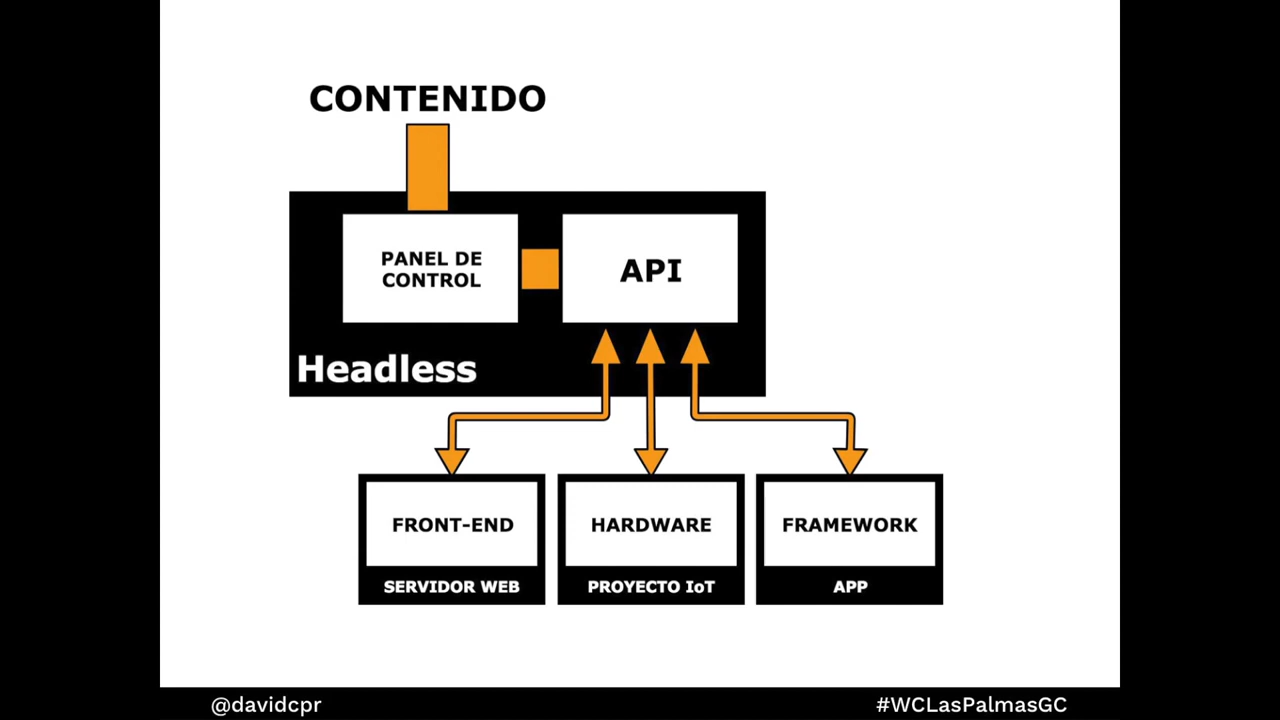 CONTENIDO
PANEL DE
CONTROL
API
Headless
FRONT-END
HARDWARE
FRAMEWORK
SERVIDOR WEB
PROYECTO IoT
APP
@davidcpr
#WCLasPalmasGC